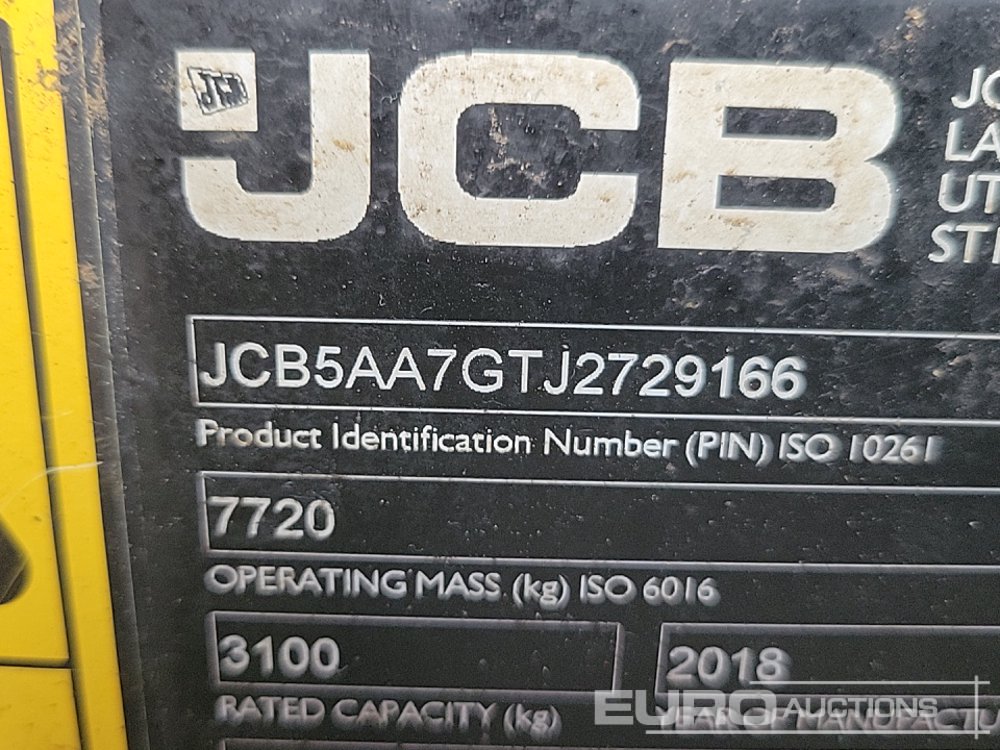 JCB
JCB
JCB5AA7GTJ2729166
Product Identification Number (PIN) ISO 10261
7720
OPERATING MASS (kg) ISO 6016
3100
2018
RATED CAPACITY (kg)
EURO AUCTIONS